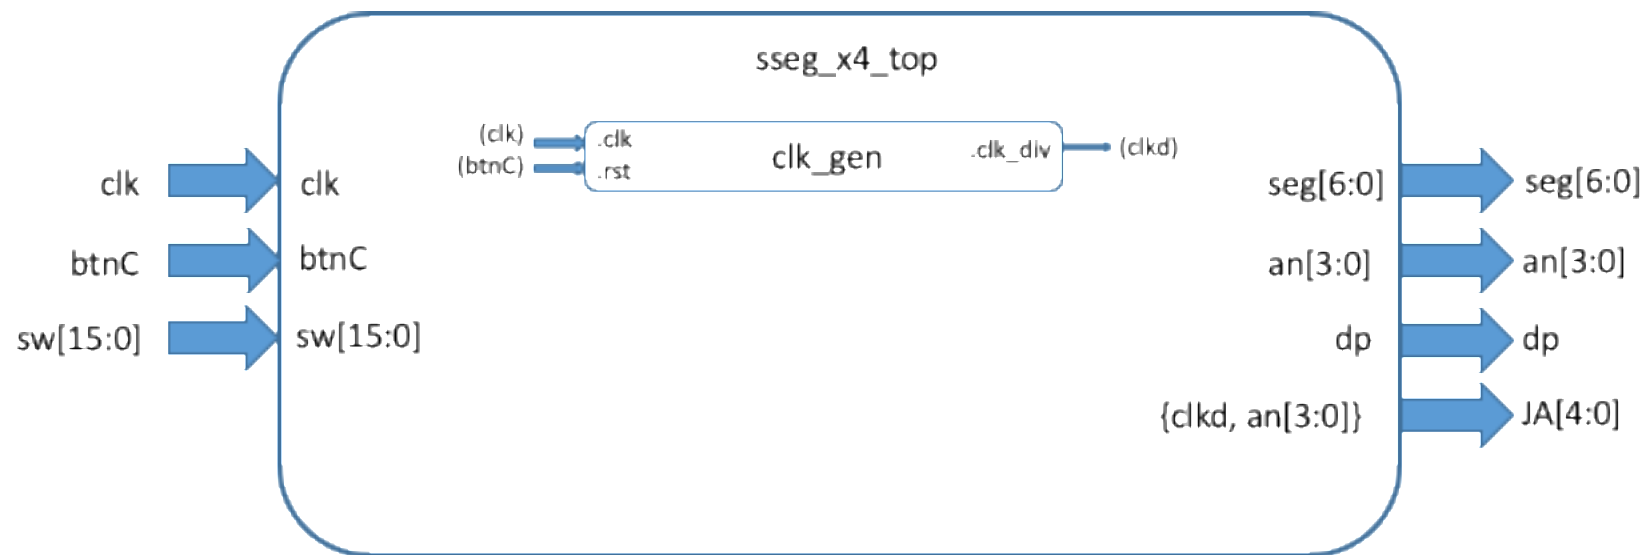 sseg_x4_top
(clk) .clk clk_gen .clk_div (clkd)
(btnC) .rst
clk clk seg[6:0] seg[6:0]
btnC btnC an[3:0] an[3:0]
sw[15:0] sw[15:0] dp dp
{clkd, an[3:0]} JA[4:0]